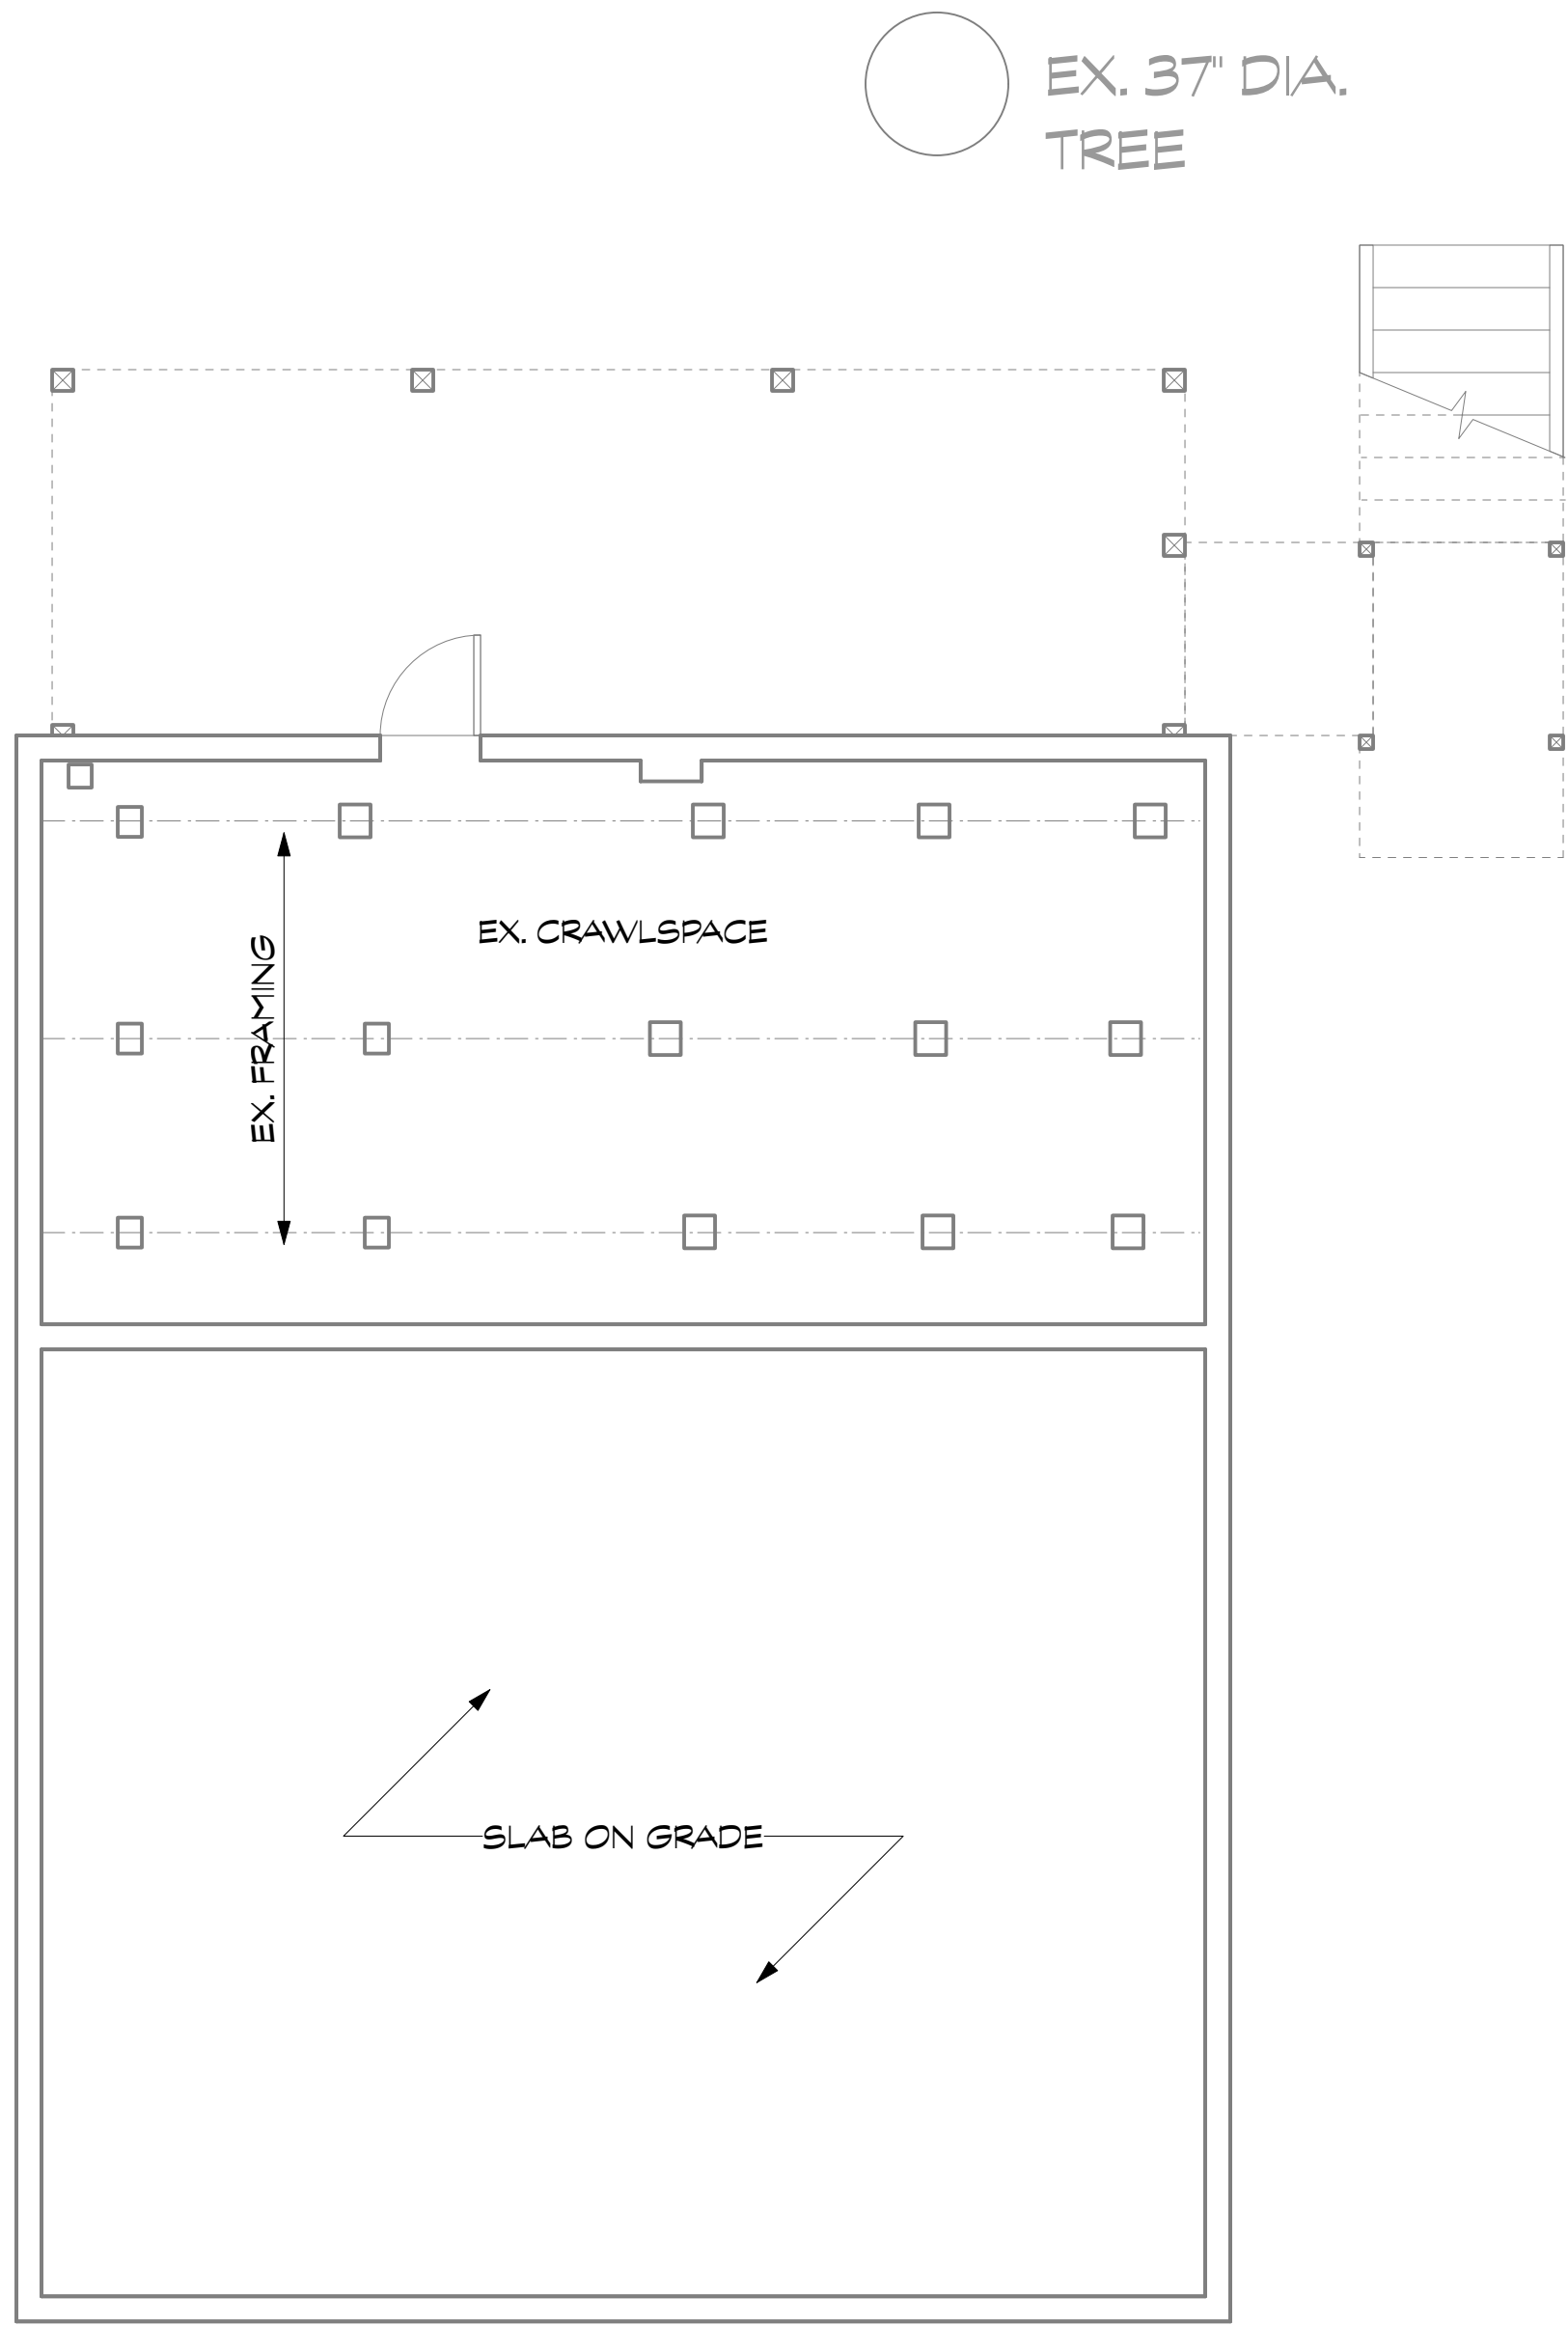 EX. 37" DIA.
TREE
EX. CRAWLSPACE
EX. FRAMING
SLAB ON GRADE